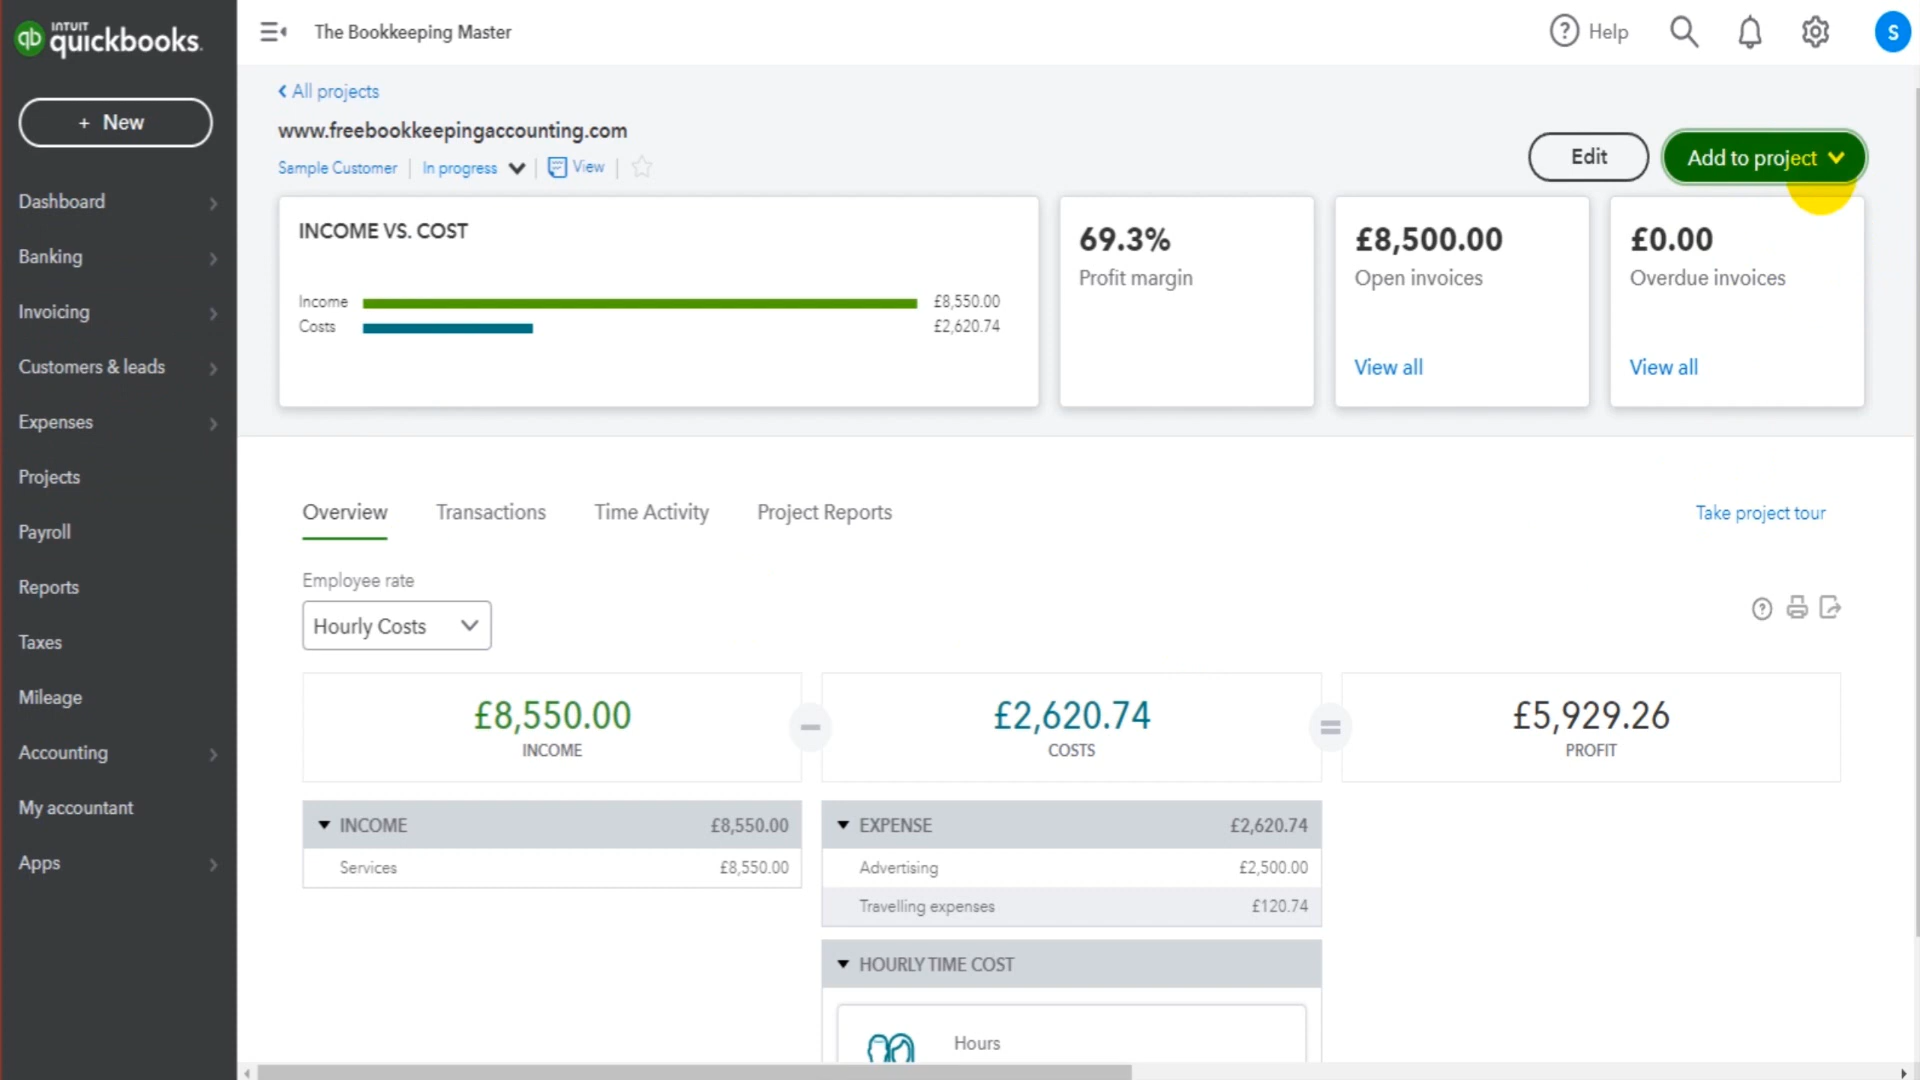 INTUIT
qb quickbooks.
The Bookkeeping Master
? Help
S
+ New
Dashboard
Banking
Invoicing
Customers & leads
Expenses
Projects
Payroll
Reports
Taxes
Mileage
Accounting
My accountant
Apps
All projects
www.freebookkeepingaccounting.com
Sample Customer | In progress | View |
Edit
Add to project
INCOME VS. COST
Income £8,550.00
Costs £2,620.74
69.3%
Profit margin
£8,500.00
Open invoices
View all
£0.00
Overdue invoices
View all
Overview Transactions Time Activity Project Reports
Take project tour
Employee rate
Hourly Costs
?
£8,550.00
INCOME
£2,620.74
COSTS
£5,929.26
PROFIT
INCOME £8,550.00
Services £8,550.00
EXPENSE £2,620.74
Advertising £2,500.00
Travelling expenses £120.74
HOURLY TIME COST
Hours